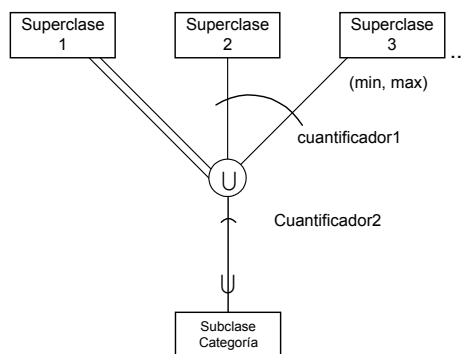 Superclase
1
Superclase
2
Superclase
3
..
(min, max)
cuantificador1
U
Cuantificador2
U
Subclase
Categoría